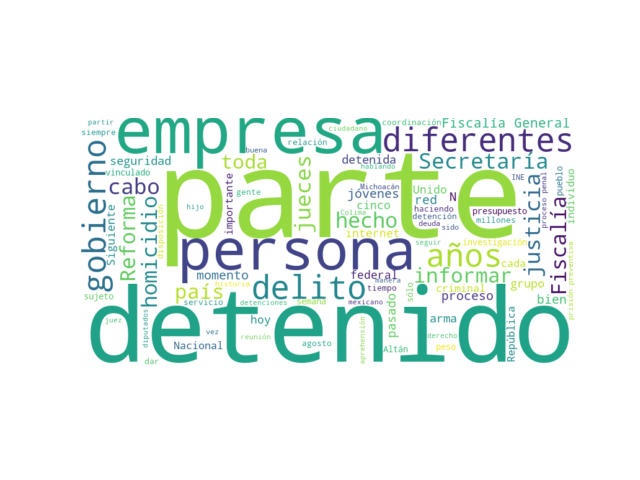 partir
ciudadano
coordinación
Fiscalía General
siempre
empresa
diferentes
relación
buena
hablando
seguridad
vinculado
toda
detenida
Secretaría
gobierno
cabo
gente
importante
jueces
parte
jóvenes
Michoacán
Unido
red
N
INE
pueblo
proceso penal
individuo
Siguiente
Reforma
homicidio
hijo
disposición
Colima
cinco
hecho
haciendo
detención
deuda
sido
presupuesto
millones
internet
persona
seguir
investigación
años
cada
justicia
Fiscalía
prisión preventiva
momento
federal
manera
informar
sujeto
país
historia
delito
tiempo
criminal
grupo
bien
servicio
detenciones
semana
mexicano
sólo
proceso
detenido
pasado
arma
República
juez
diputados
vez
hoy
reunión
agosto
aprehensión
derecho
Nacional
Altán
peso
dar